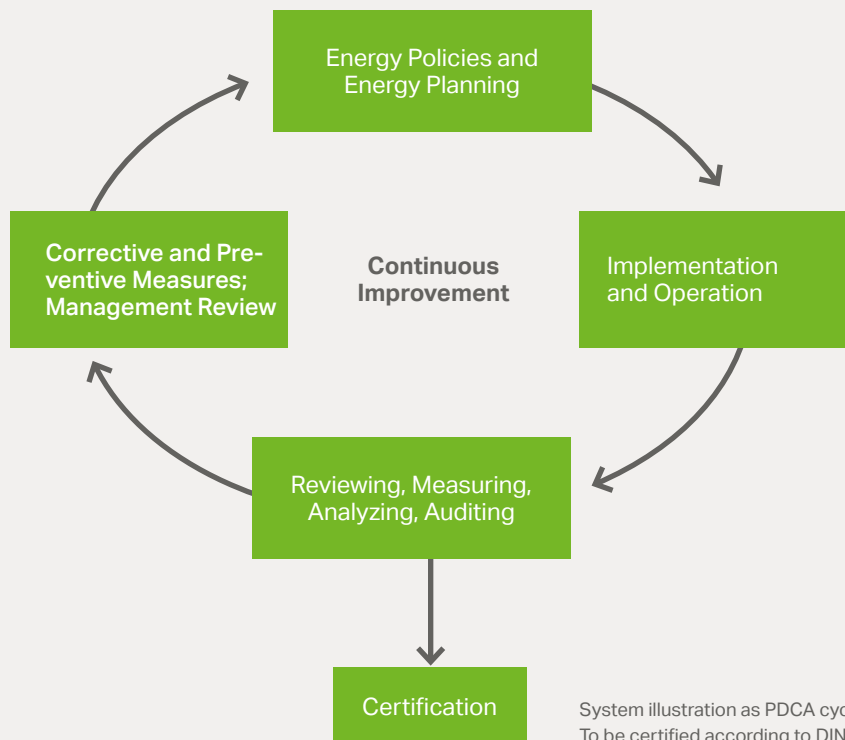 Energy Policies and
Energy Planning
Corrective and Pre-
ventive Measures;
Management Review
Continuous
Improvement
Implementation
and Operation
Reviewing, Measuring,
Analyzing, Auditing
Certification
System illustration as PDCA
To be certified according to DIN